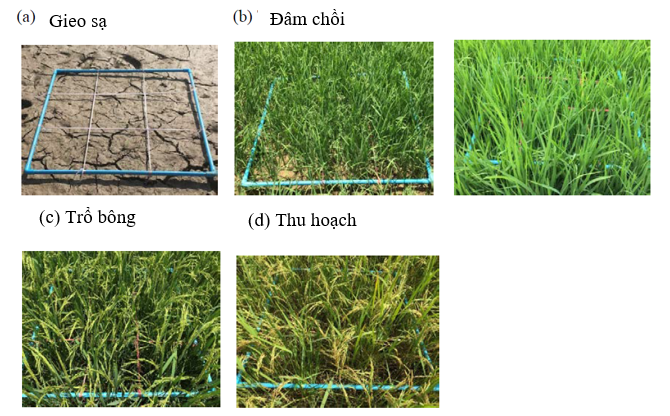 (a) Gieo sạ
(b) Đâm chồi
(c) Trổ bông
(d) Thu hoạch